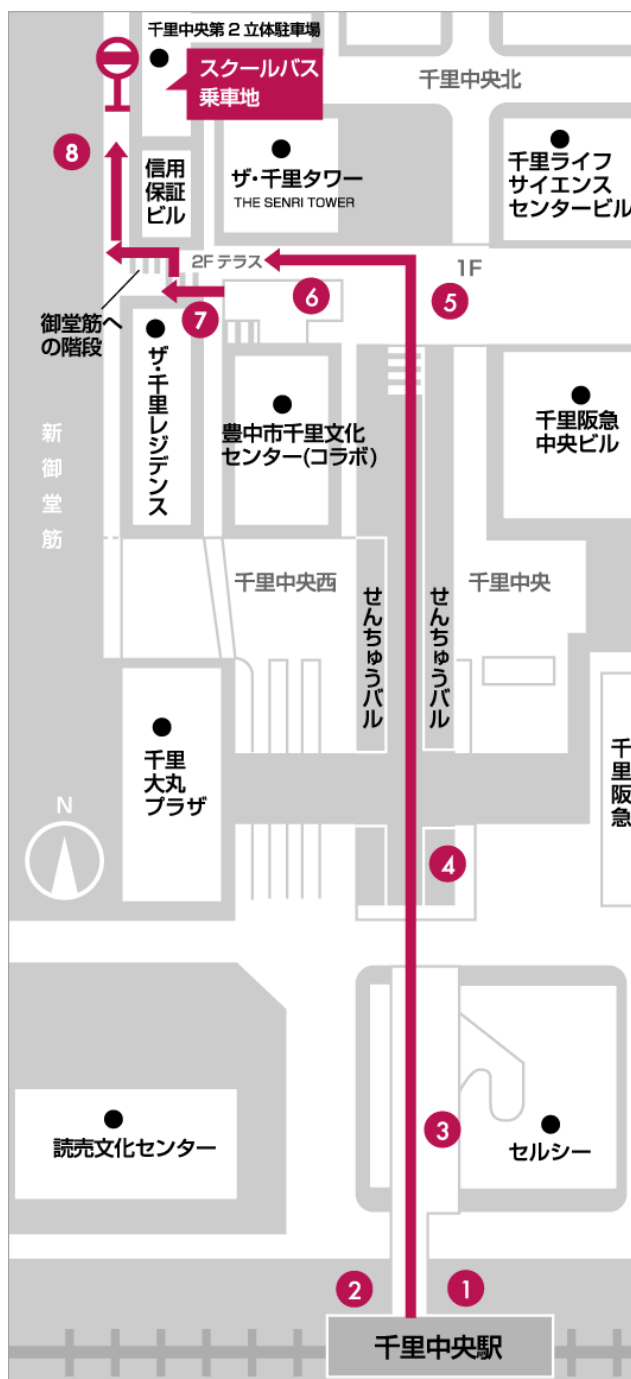 千里中央第2立体駐車場
スクールバス
乗車地
千里中央北
8
信用
保証
ビル
ザ・千里タワー
THE SENRI TOWER
千里ライフ
サイエンス
センタービル
2Fテラス
1F
6
5
7
御堂筋へ
の階段
ザ・千里レジデンス
豊中市千里文化
センター(コラボ)
千里阪急
中央ビル
新御堂筋
千里中央西
せんちゅうバル
せんちゅうバル
千里中央
千里
大丸
プラザ
千里阪急
N
4
3
読売文化センター
セルシー
2
1
千里中央駅